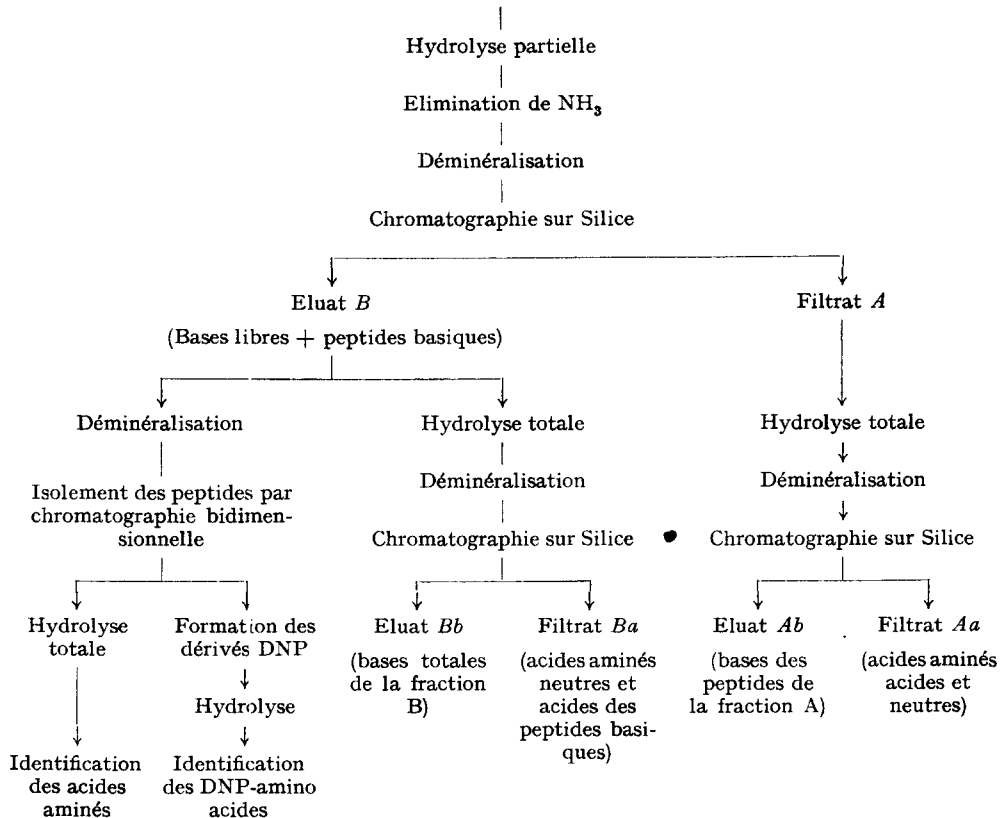 Hydrolyse partielle
Elimination de NH₃
Déminéralisation
Chromatographie sur Silice
Eluat B
(Bases libres + peptides basiques)
Filtrat A
Déminéralisation
Isolement des peptides par
chromatographie bidimen-
sionnelle
Hydrolyse
totale
Identification
des acides
aminés
Formation des
dérivés DNP
Hydrolyse
Identification
des DNP-amino
acides
Hydrolyse totale
Déminéralisation
Chromatographie sur Silice
Eluat Bb
(bases totales
de la fraction
B)
Filtrat Ba
(acides aminés
neutres et
acides des
peptides basi-
ques)
Hydrolyse totale
Déminéralisation
Chromatographie sur Silice
Eluat Ab
(bases des
peptides de
la fraction A)
Filtrat Aa
(acides aminés
acides et
neutres)